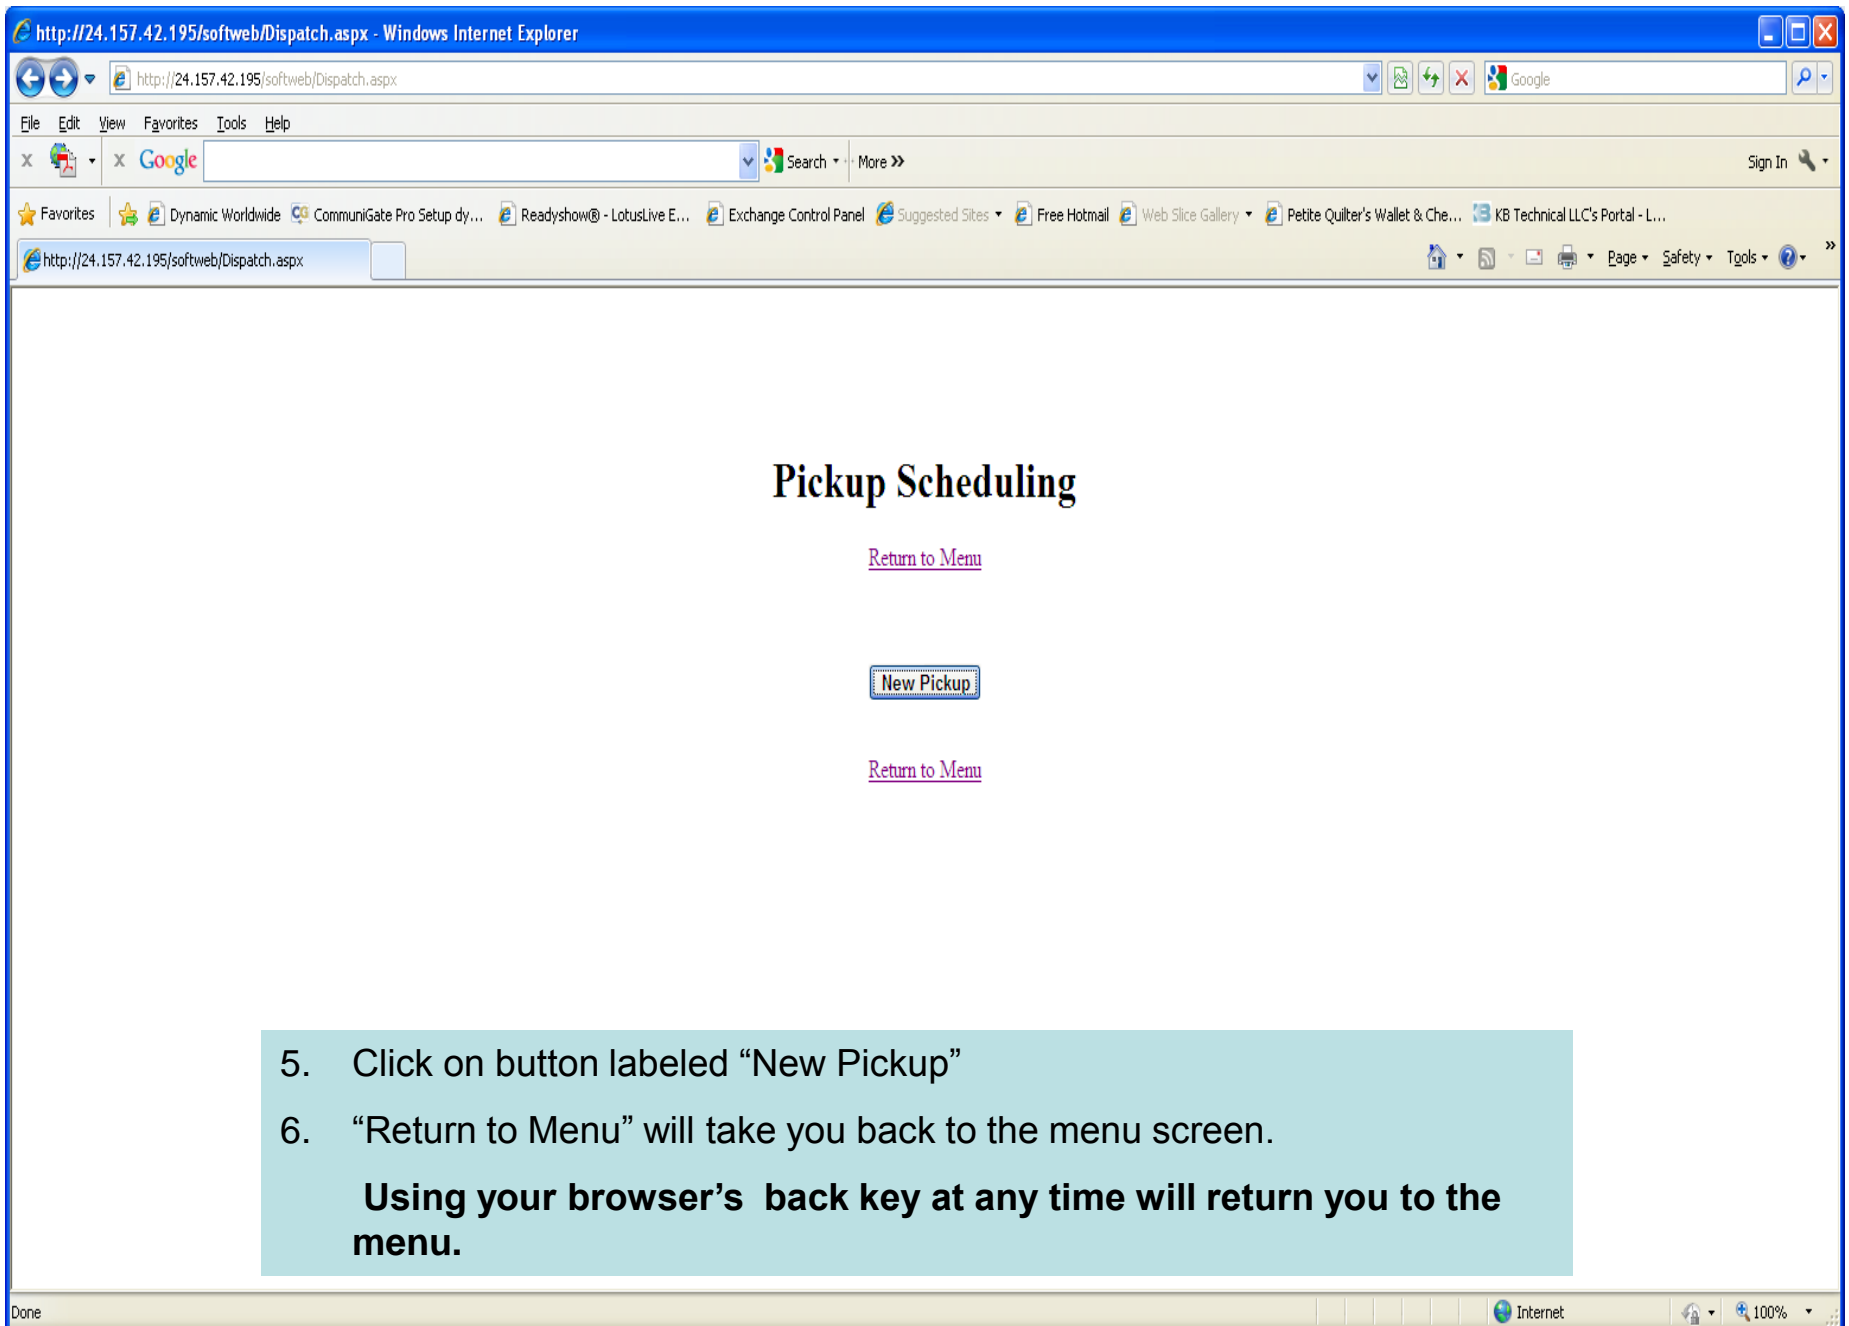 http://24.157.42.195/softweb/Dispatch.aspx - Windows Internet Explorer
http://24.157.42.195/softweb/Dispatch.aspx Google
File Edit View Favorites Tools Help
x x Google Search More » Sign In
Favorites Dynamic Worldwide CG CommuniGate Pro Setup dy... Readyshow® - LotusLive E... Exchange Control Panel Suggested Sites Free Hotmail Web Slice Gallery Petite Quilter's Wallet & Che... KB Technical LLC's Portal - L...
http://24.157.42.195/softweb/Dispatch.aspx Page Safety Tools »
Pickup Scheduling
Return to Menu
New Pickup
Return to Menu
5. Click on button labeled “New Pickup”
6. “Return to Menu” will take you back to the menu screen.
Using your browser’s back key at any time will return you to the
menu.
Done Internet 100%